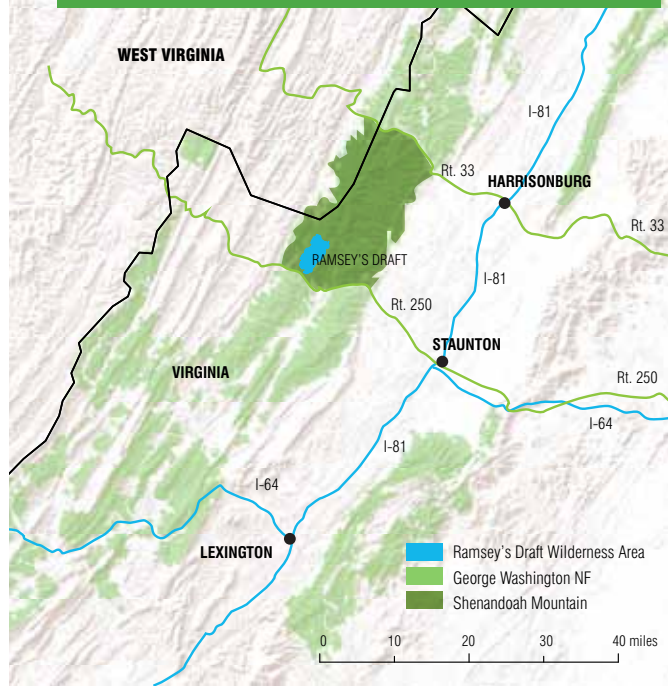 WEST VIRGINIA
I-81
Rt. 33
HARRISONBURG
Rt. 33
RAMSEY'S DRAFT
I-81
Rt. 250
STAUNTON
VIRGINIA
Rt. 250
I-64
I-81
I-64
LEXINGTON
Ramsey's Draft Wilderness Area
George Washington NF
Shenandoah Mountain
0 10 20 30 40 miles